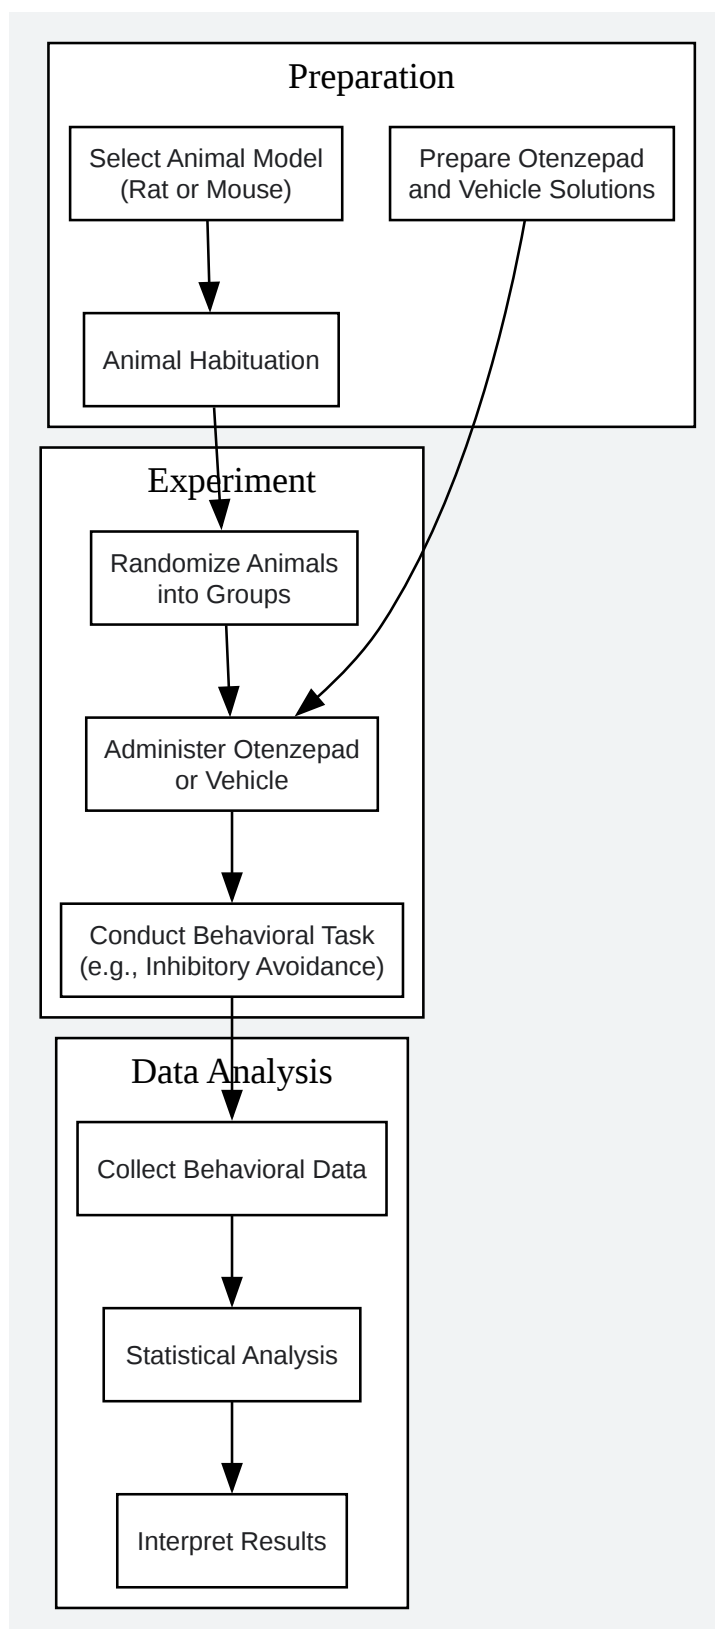 Preparation
Select Animal Model
(Rat or Mouse)
Prepare Otenzepad
and Vehicle Solutions
Animal Habituation
Experiment
Randomize Animals
into Groups
Administer Otenzepad
or Vehicle
Conduct Behavioral Task
(e.g., Inhibitory Avoidance)
Data Analysis
Collect Behavioral Data
Statistical Analysis
Interpret Results